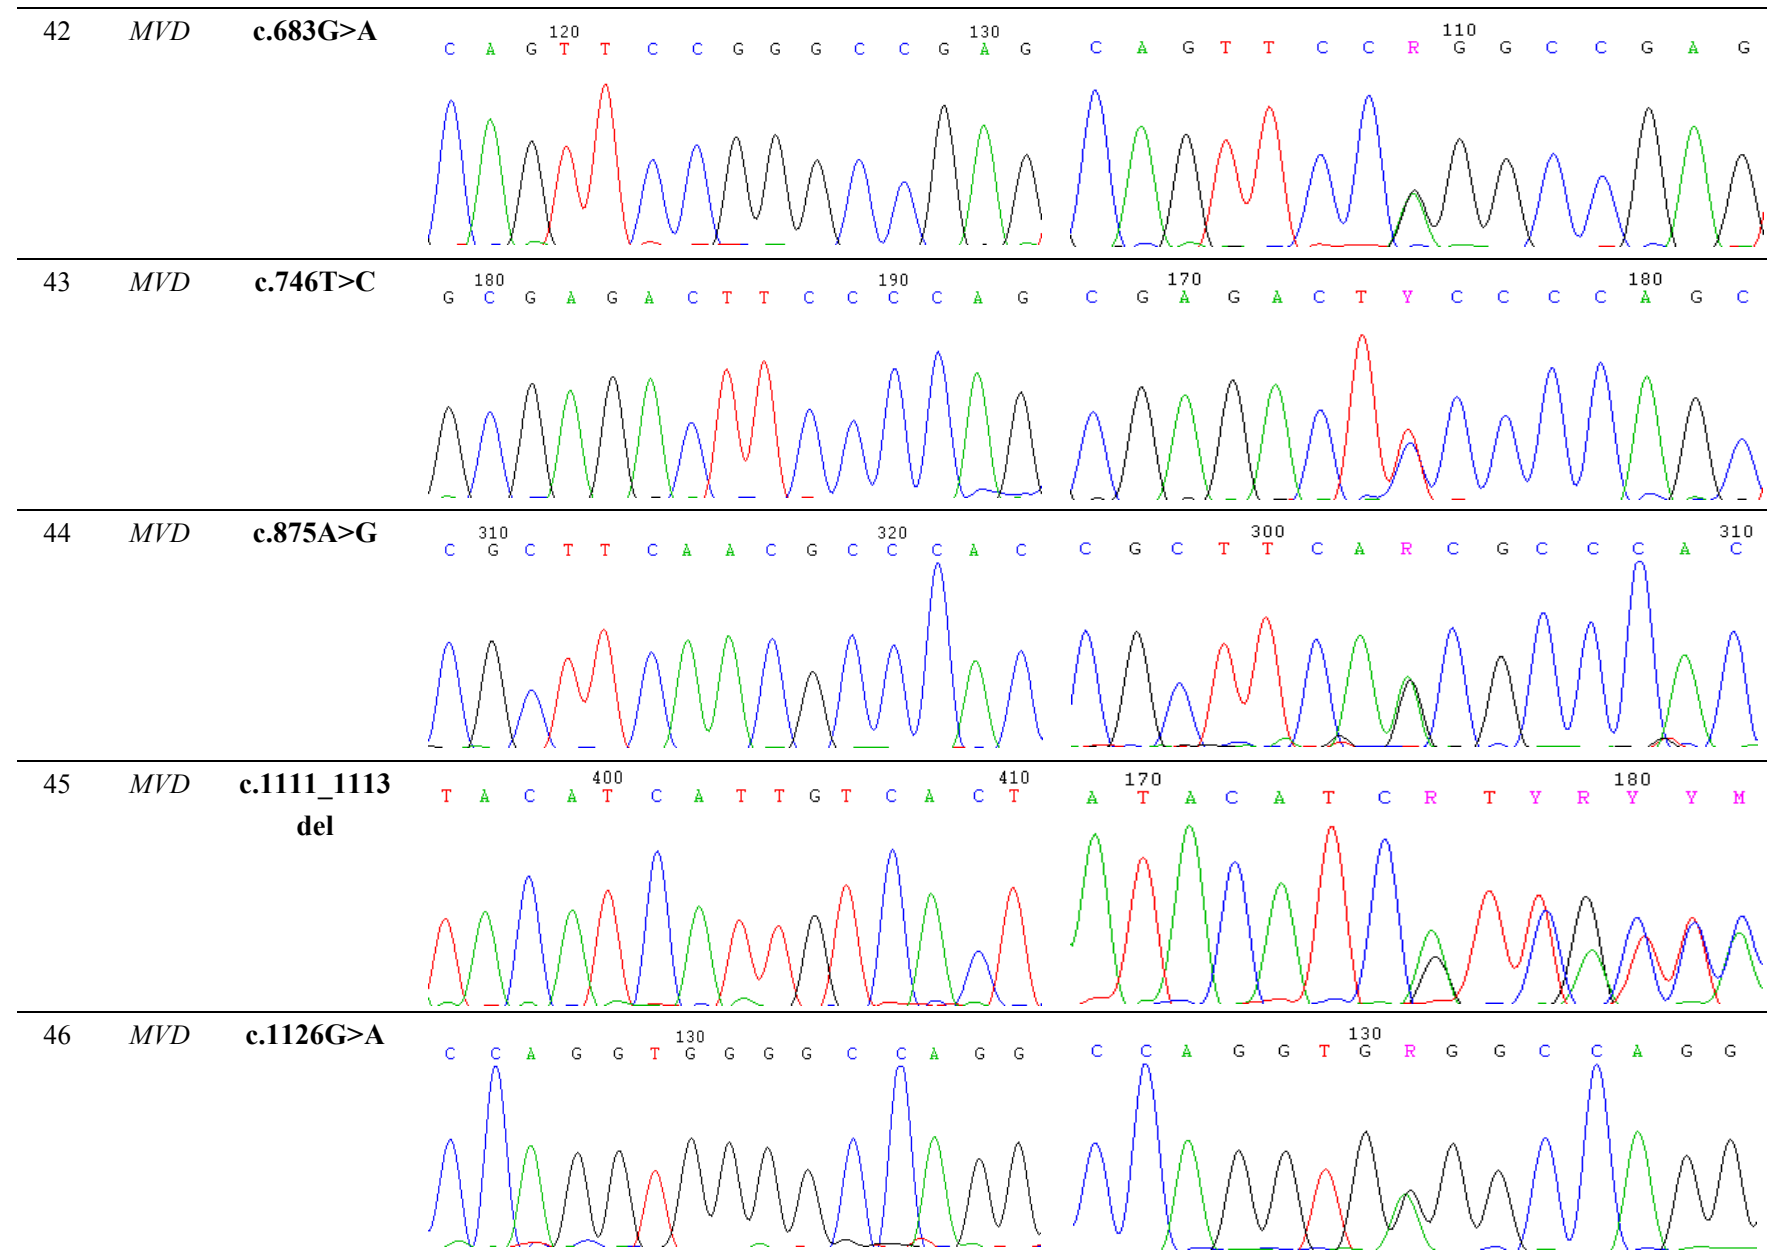 42 MVD c.683G>A
120 130 110
C A G T T C C G G G C C G A G C A G T T C C R G G C C G A G
43 MVD c.746T>C
180 190 170 180
G C G A G A C T T C C C C A G C G A G A C T Y C C C C A G C
44 MVD c.875A>G
310 320 300 310
C G C T T C A A C G C C C A C C G C T T C A R C G C C C A C
45 MVD c.1111_1113
del
400 410 170 180
T A C A T C A T T G T C A C T A T A C A T C R T Y R Y Y M
46 MVD c.1126G>A
130 130
C C A G G T G G G G C C A G G C C A G G T G R G G C C A G G